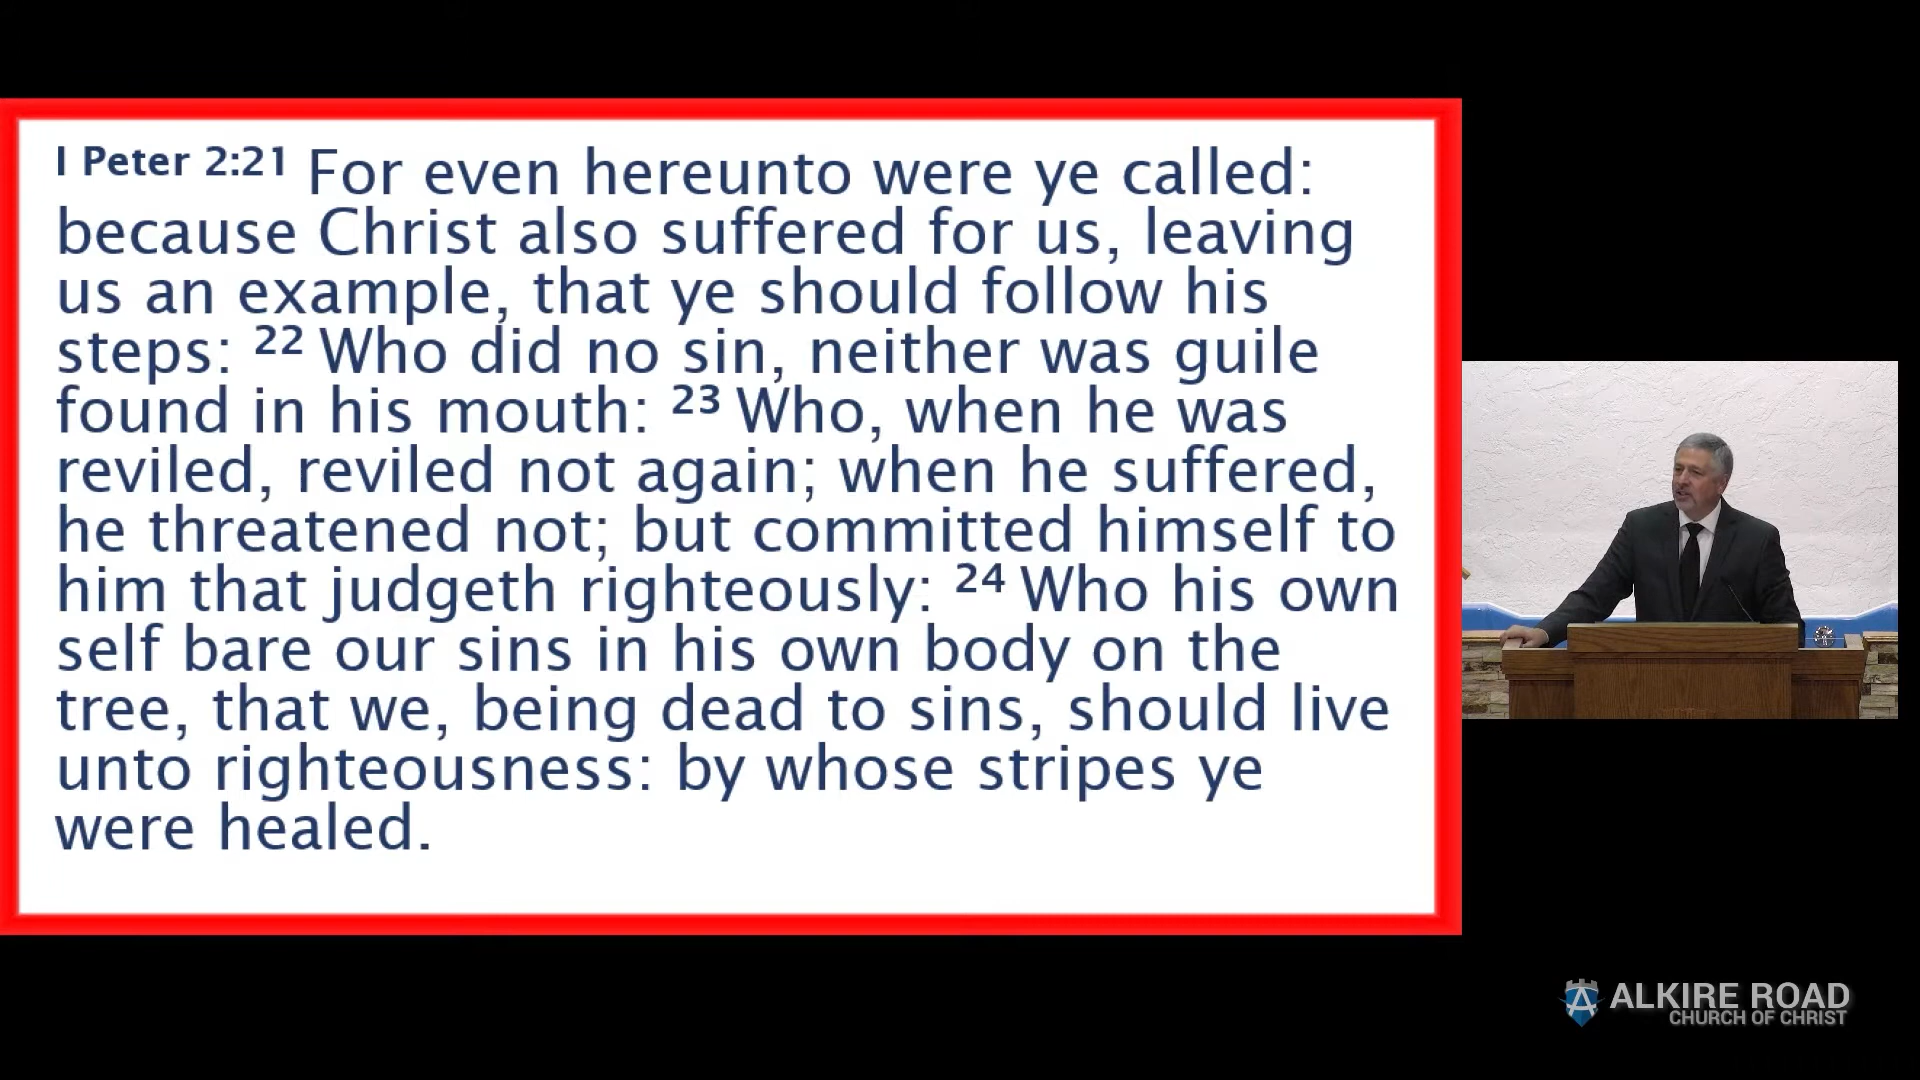 I Peter 2:21 For even hereunto were ye called:
because Christ also suffered for us, leaving
us an example, that ye should follow his
steps: 22 Who did no sin, neither was guile
found in his mouth: 23 Who, when he was
reviled, reviled not again; when he suffered,
he threatened not; but committed himself to
him that judgeth righteously: 24 Who his own
self bare our sins in his own body on the
tree, that we, being dead to sins, should live
unto righteousness: by whose stripes ye
were healed.
ALKIRE ROAD
CHURCH OF CHRIST